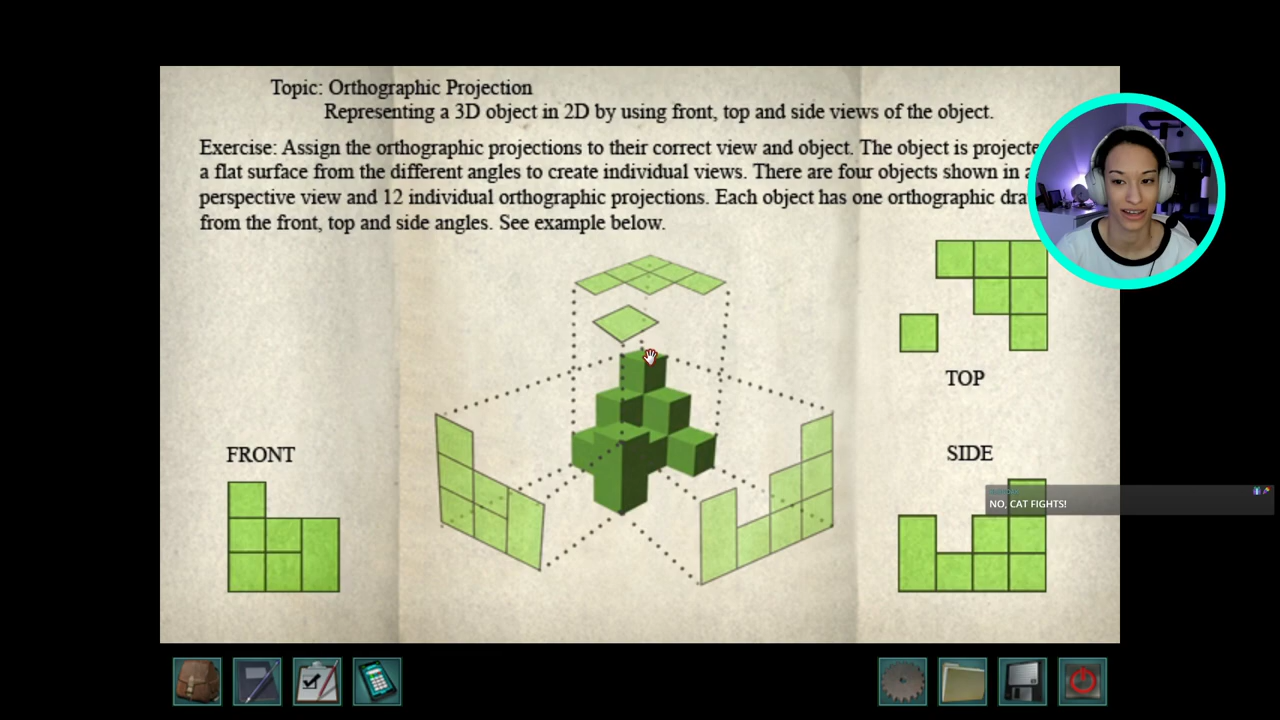 Topic: Orthographic Projection
Representing a 3D object in 2D by using front, top and side views of the object.
Exercise: Assign the orthographic projections to their correct view and object. The object is
a flat surface from the different angles to create individual views. There are four objects shown in
perspective view and 12 individual orthographic projections. Each object has one orthographic
from the front, top and side angles. See example below.
TOP
FRONT
SIDE
NO, CAT FIGHTS!